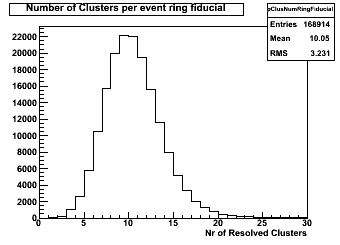 Number of Clusters per event ring fiducial
pClusNumRingFiducial
Entries 168914
Mean 10.05
RMS 3.231
22000
20000
18000
16000
14000
12000
10000
8000
6000
4000
2000
0
0 5 10 15 20 25 30
Nr of Resolved Clusters